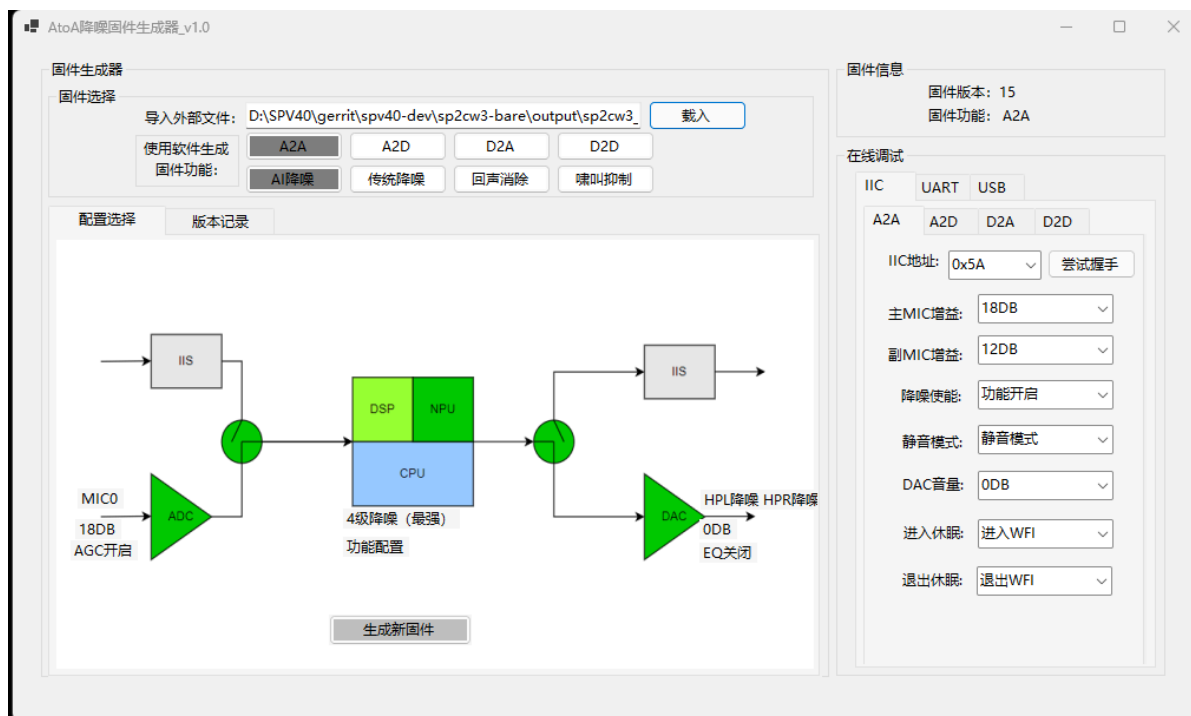 AtoA降噪固件生成器_v1.0
固件生成器
固件选择
导入外部文件:
D:\SPV40\gerrit\spv40-dev\sp2cw3-bare\output\sp2cw3_
载入
使用软件生成
固件功能:
A2A
A2D
D2A
D2D
AI降噪
传统降噪
回声消除
啸叫抑制
配置选择
版本记录
IIS
MIC0
18DB
AGC开启
ADC
DSP
NPU
CPU
4级降噪（最强）
功能配置
IIS
DAC
HPL降噪 HPR降噪
0DB
EQ关闭
生成新固件
固件信息
固件版本: 15
固件功能: A2A
在线调试
IIC
UART
USB
A2A
A2D
D2A
D2D
IIC地址:
0x5A
尝试握手
主MIC增益:
18DB
副MIC增益:
12DB
降噪使能:
功能开启
静音模式:
静音模式
DAC音量:
0DB
进入休眠:
进入WFI
退出休眠:
退出WFI